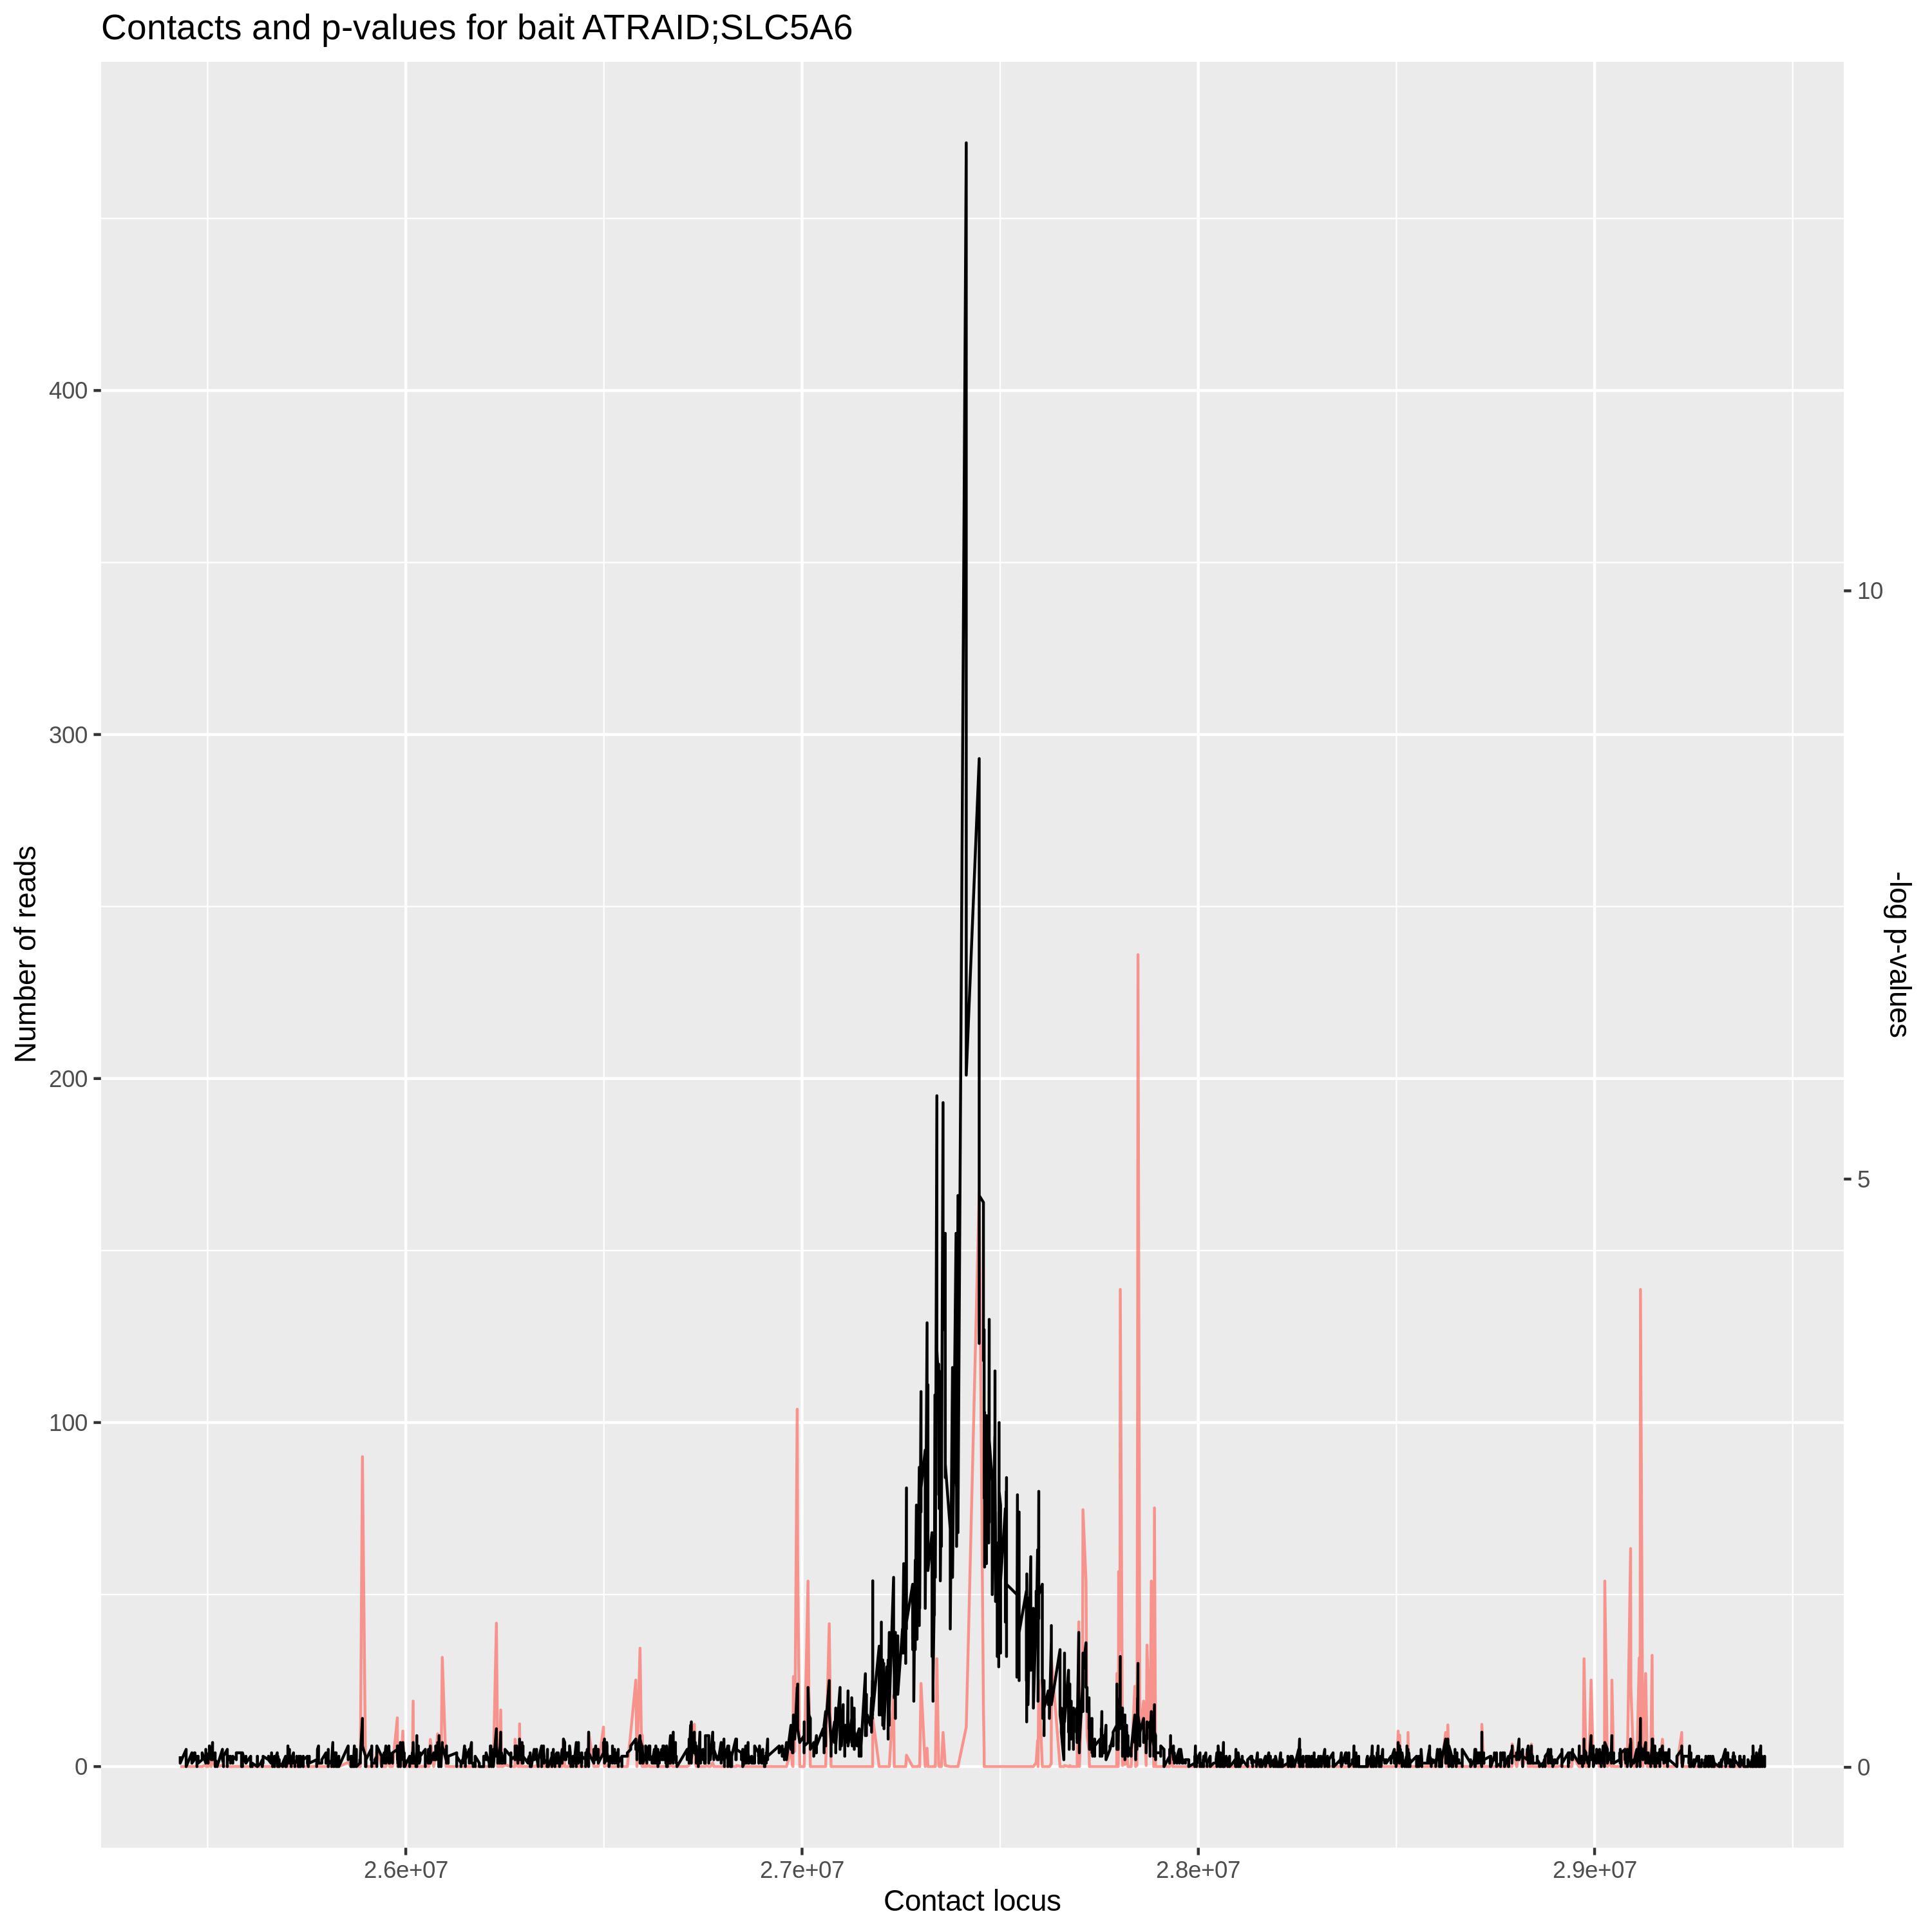 Contacts and p-values for bait ATRAID;SLC5A6
Number of reads
400
300
200
100
0
10
5
0
-log p-values
2.6e+07
2.7e+07
2.8e+07
2.9e+07
Contact locus